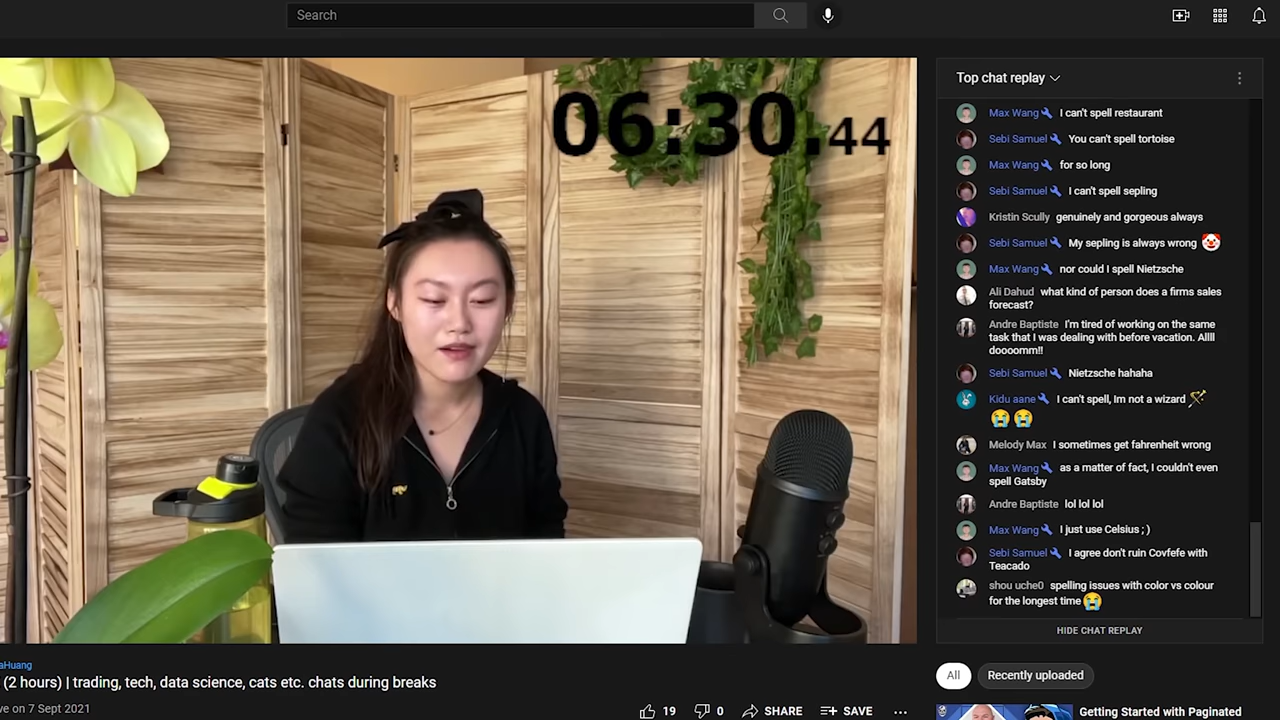 Search
06:30.44
Top chat replay
Max Wang I can't spell restaurant
Sebi Samuel You can't spell tortoise
Max Wang for so long
Sebi Samuel I can't spell sepling
Kristin Scully genuinely and gorgeous always
Sebi Samuel My sepling is always wrong 🤡
Max Wang nor could I spell Nietzsche
Ali Dahud what kind of person does a firms sales
forecast?
Andre Baptiste I'm tired of working on the same
task that I was dealing with before vacation. Allll
doooomm!!
Sebi Samuel Nietzsche hahaha
Kidu aane I can't spell, Im not a wizard
😭 😭
Melody Max I sometimes get fahrenheit wrong
Max Wang as a matter of fact, I couldn't even
spell Gatsby
Andre Baptiste lol lol lol
Max Wang I just use Celsius ; )
Sebi Samuel I agree don't ruin Covfefe with
Teacado
shou uche0 spelling issues with color vs colour
for the longest time 😭
HIDE CHAT REPLAY
aHuang
(2 hours) | trading, tech, data science, cats etc. chats during breaks
ve on 7 Sept 2021
19 0 SHARE SAVE ...
All Recently uploaded
Getting Started with Paginated